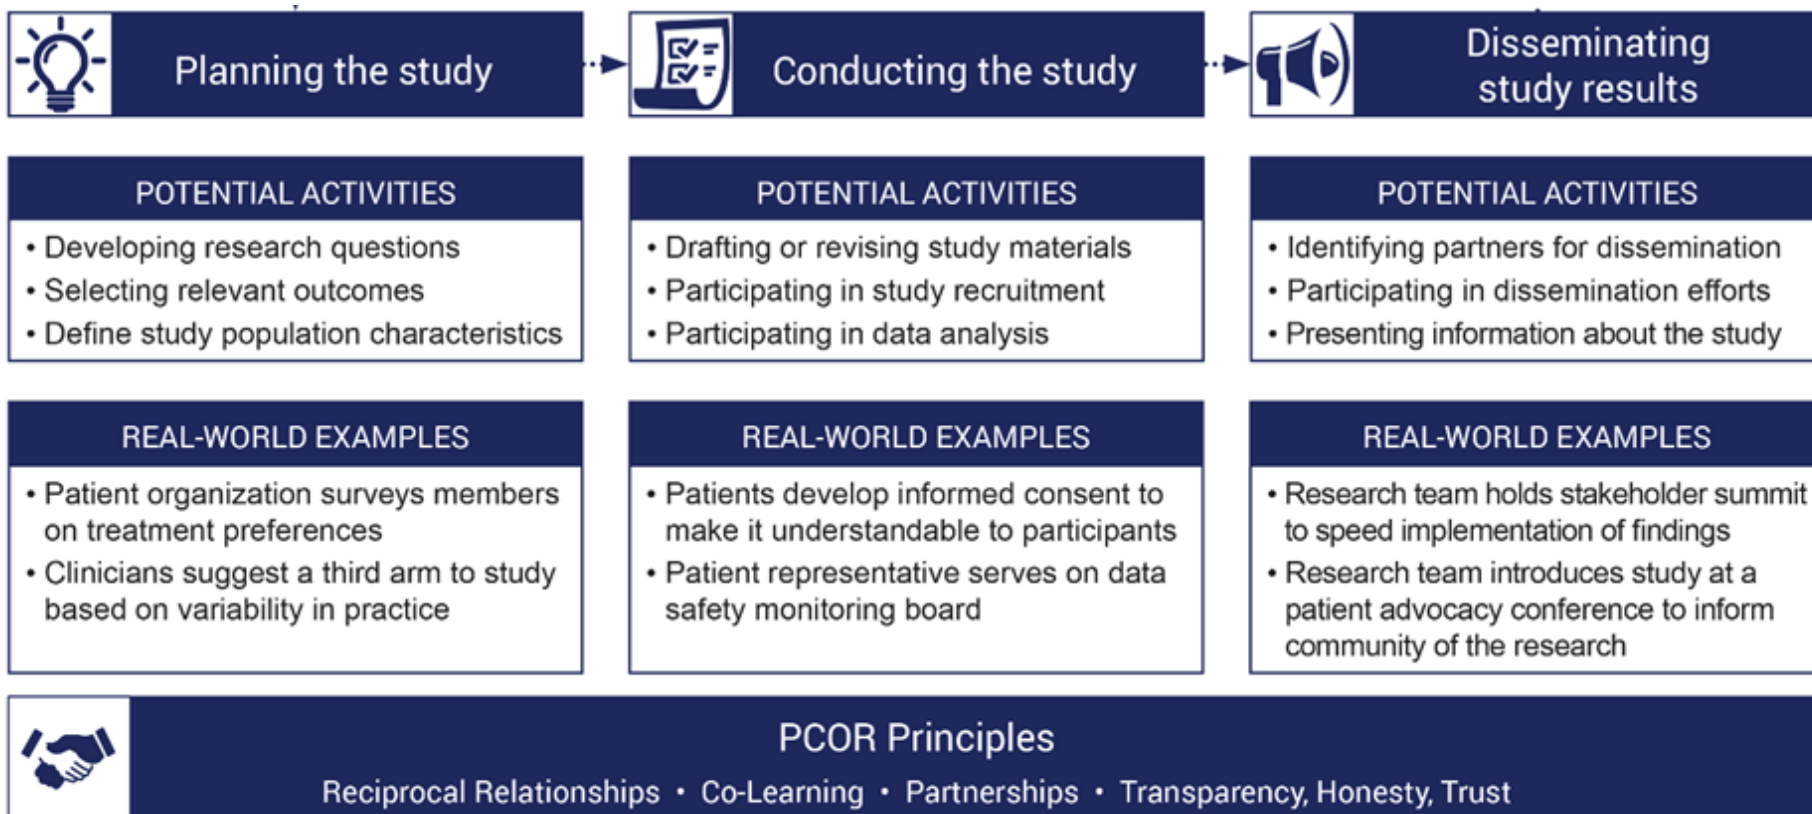 Planning the study
Conducting the study
Disseminating
study results
POTENTIAL ACTIVITIES
• Developing research questions
• Selecting relevant outcomes
• Define study population characteristics
POTENTIAL ACTIVITIES
• Drafting or revising study materials
• Participating in study recruitment
• Participating in data analysis
POTENTIAL ACTIVITIES
• Identifying partners for dissemination
• Participating in dissemination efforts
• Presenting information about the study
REAL-WORLD EXAMPLES
• Patient organization surveys members
on treatment preferences
• Clinicians suggest a third arm to study
based on variability in practice
REAL-WORLD EXAMPLES
• Patients develop informed consent to
make it understandable to participants
• Patient representative serves on data
safety monitoring board
REAL-WORLD EXAMPLES
• Research team holds stakeholder summit
to speed implementation of findings
• Research team introduces study at a
patient advocacy conference to inform
community of the research
PCOR Principles
Reciprocal Relationships • Co-Learning • Partnerships • Transparency, Honesty, Trust